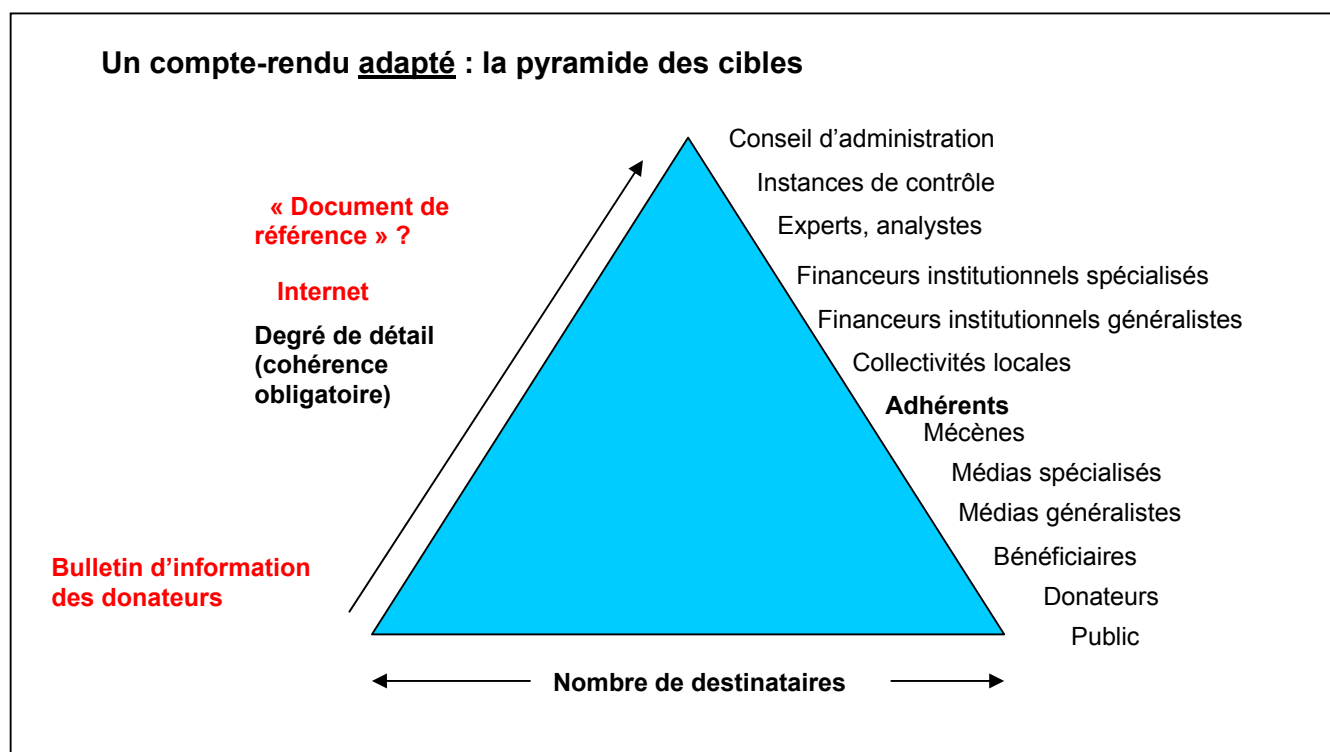 Un compte-rendu adapté : la pyramide des cibles
Conseil d’administration
Instances de contrôle
« Document de
référence » ?
Experts, analystes
Financeurs institutionnels spécialisés
Internet
Financeurs institutionnels généralistes
Degré de détail
(cohérence
obligatoire)
Collectivités locales
Adhérents
Mécènes
Médias spécialisés
Médias généralistes
Bénéficiaires
Bulletin d’information
des donateurs
Donateurs
Public
Nombre de destinataires